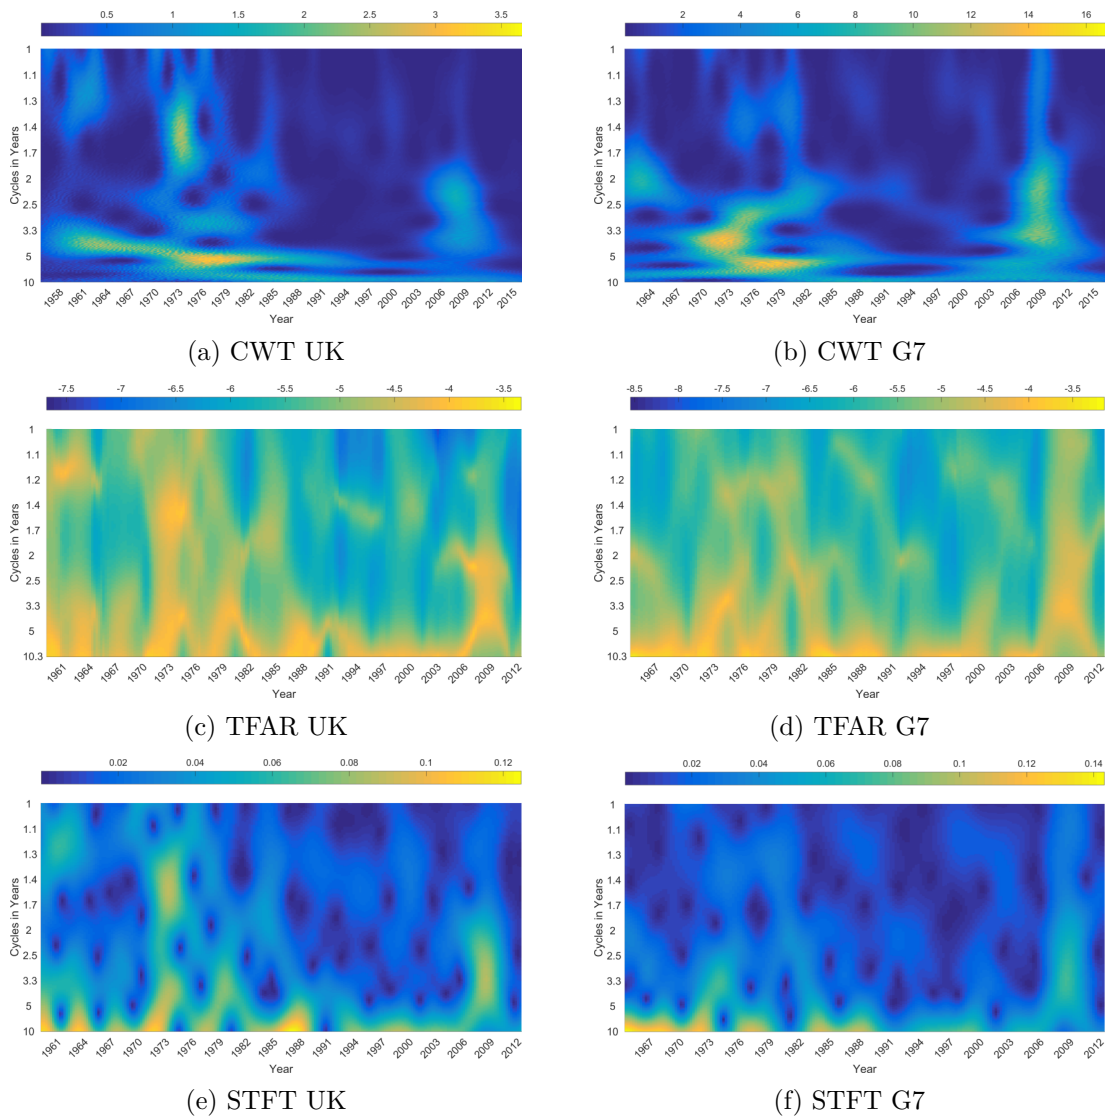 0.5 1 1.5 2 2.5 3 3.5
1
1.1
1.3
1.4
1.7
2
2.5
3.3
5
10
Cycles in Years
1958 1961 1964 1967 1970 1973 1976 1979 1982 1985 1988 1991 1994 1997 2000 2003 2006 2009 2012 2015
Year
(a) CWT UK
2 4 6 8 10 12 14 16
1
1.1
1.3
1.4
1.7
2
2.5
3.3
5
10
Cycles in Years
1964 1967 1970 1973 1976 1979 1982 1985 1988 1991 1994 1997 2000 2003 2006 2009 2012 2015
Year
(b) CWT G7
-7.5 -7 -6.5 -6 -5.5 -5 -4.5 -4 -3.5
1
1.1
1.2
1.4
1.7
2
2.5
3.3
5
10.3
Cycles in Years
1961 1964 1967 1970 1973 1976 1979 1982 1985 1988 1991 1994 1997 2000 2003 2006 2009 2012
Year
(c) TFAR UK
-8.5 -8 -7.5 -7 -6.5 -6 -5.5 -5 -4.5 -4 -3.5
1
1.1
1.2
1.4
1.7
2
2.5
3.3
5
10.3
Cycles in Years
1967 1970 1973 1976 1979 1982 1985 1988 1991 1994 1997 2000 2003 2006 2009 2012
Year
(d) TFAR G7
0.02 0.04 0.06 0.08 0.1 0.12
1
1.1
1.3
1.4
1.7
2
2.5
3.3
5
10
Cycles in Years
1961 1964 1967 1970 1973 1976 1979 1982 1985 1988 1991 1994 1997 2000 2003 2006 2009 2012
Year
(e) STFT UK
0.02 0.04 0.06 0.08 0.1 0.12 0.14
1
1.1
1.3
1.4
1.7
2
2.5
3.3
5
10
Cycles in Years
1967 1970 1973 1976 1979 1982 1985 1988 1991 1994 1997 2000 2003 2006 2009 2012
Year
(f) STFT G7